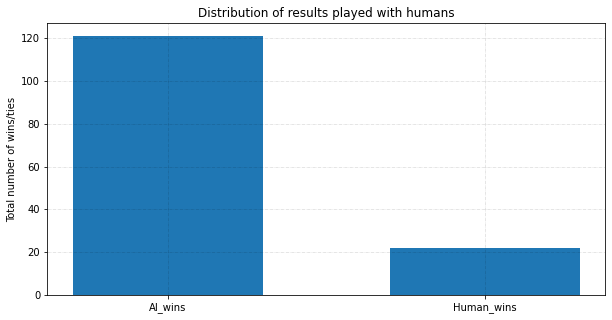 Distribution of results played with humans
Total number of wins/ties
120
100
80
60
40
20
0
AI_wins
Human_wins